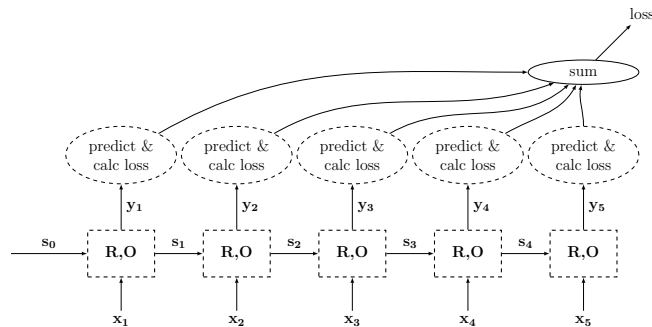 loss
sum
predict & calc loss
predict & calc loss
predict & calc loss
predict & calc loss
predict & calc loss
y₁ y₂ y₃ y₄ y₅
s₀ R,O s₁ R,O s₂ R,O s₃ R,O s₄ R,O
x₁ x₂ x₃ x₄ x₅